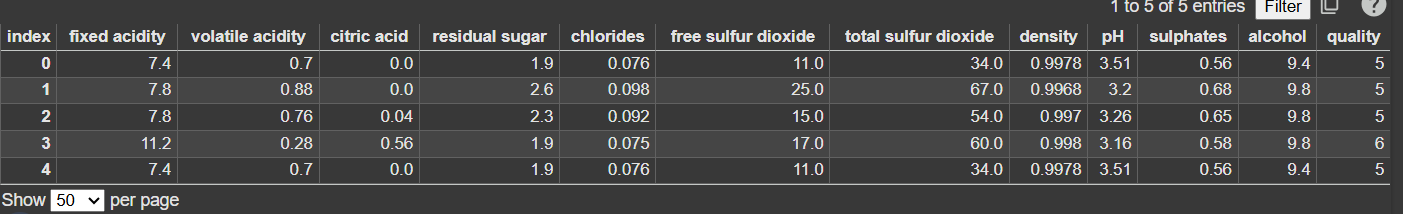 1 to 5 of 5 entries Filter ?
index fixed acidity volatile acidity citric acid residual sugar chlorides free sulfur dioxide total sulfur dioxide density pH sulphates alcohol quality
0 7.4 0.7 0.0 1.9 0.076 11.0 34.0 0.9978 3.51 0.56 9.4 5
1 7.8 0.88 0.0 2.6 0.098 25.0 67.0 0.9968 3.2 0.68 9.8 5
2 7.8 0.76 0.04 2.3 0.092 15.0 54.0 0.997 3.26 0.65 9.8 5
3 11.2 0.28 0.56 1.9 0.075 17.0 60.0 0.998 3.16 0.58 9.8 6
4 7.4 0.7 0.0 1.9 0.076 11.0 34.0 0.9978 3.51 0.56 9.4 5
Show 50 per page